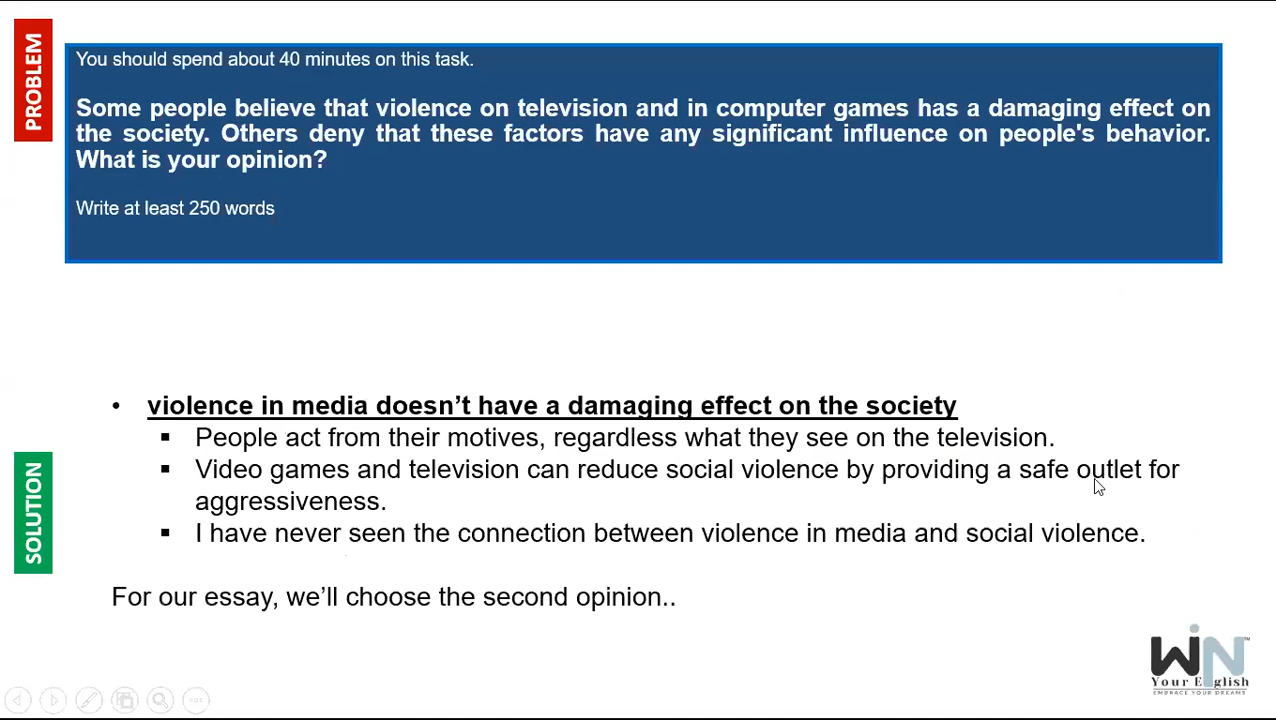 PROBLEM
You should spend about 40 minutes on this task.
Some people believe that violence on television and in computer games has a damaging effect on
the society. Others deny that these factors have any significant influence on people's behavior.
What is your opinion?
Write at least 250 words
SOLUTION
• violence in media doesn’t have a damaging effect on the society
▪ People act from their motives, regardless what they see on the television.
▪ Video games and television can reduce social violence by providing a safe outlet for
aggressiveness.
▪ I have never seen the connection between violence in media and social violence.
For our essay, we’ll choose the second opinion..
WiN™
Your English
EMBRACE YOUR DREAMS